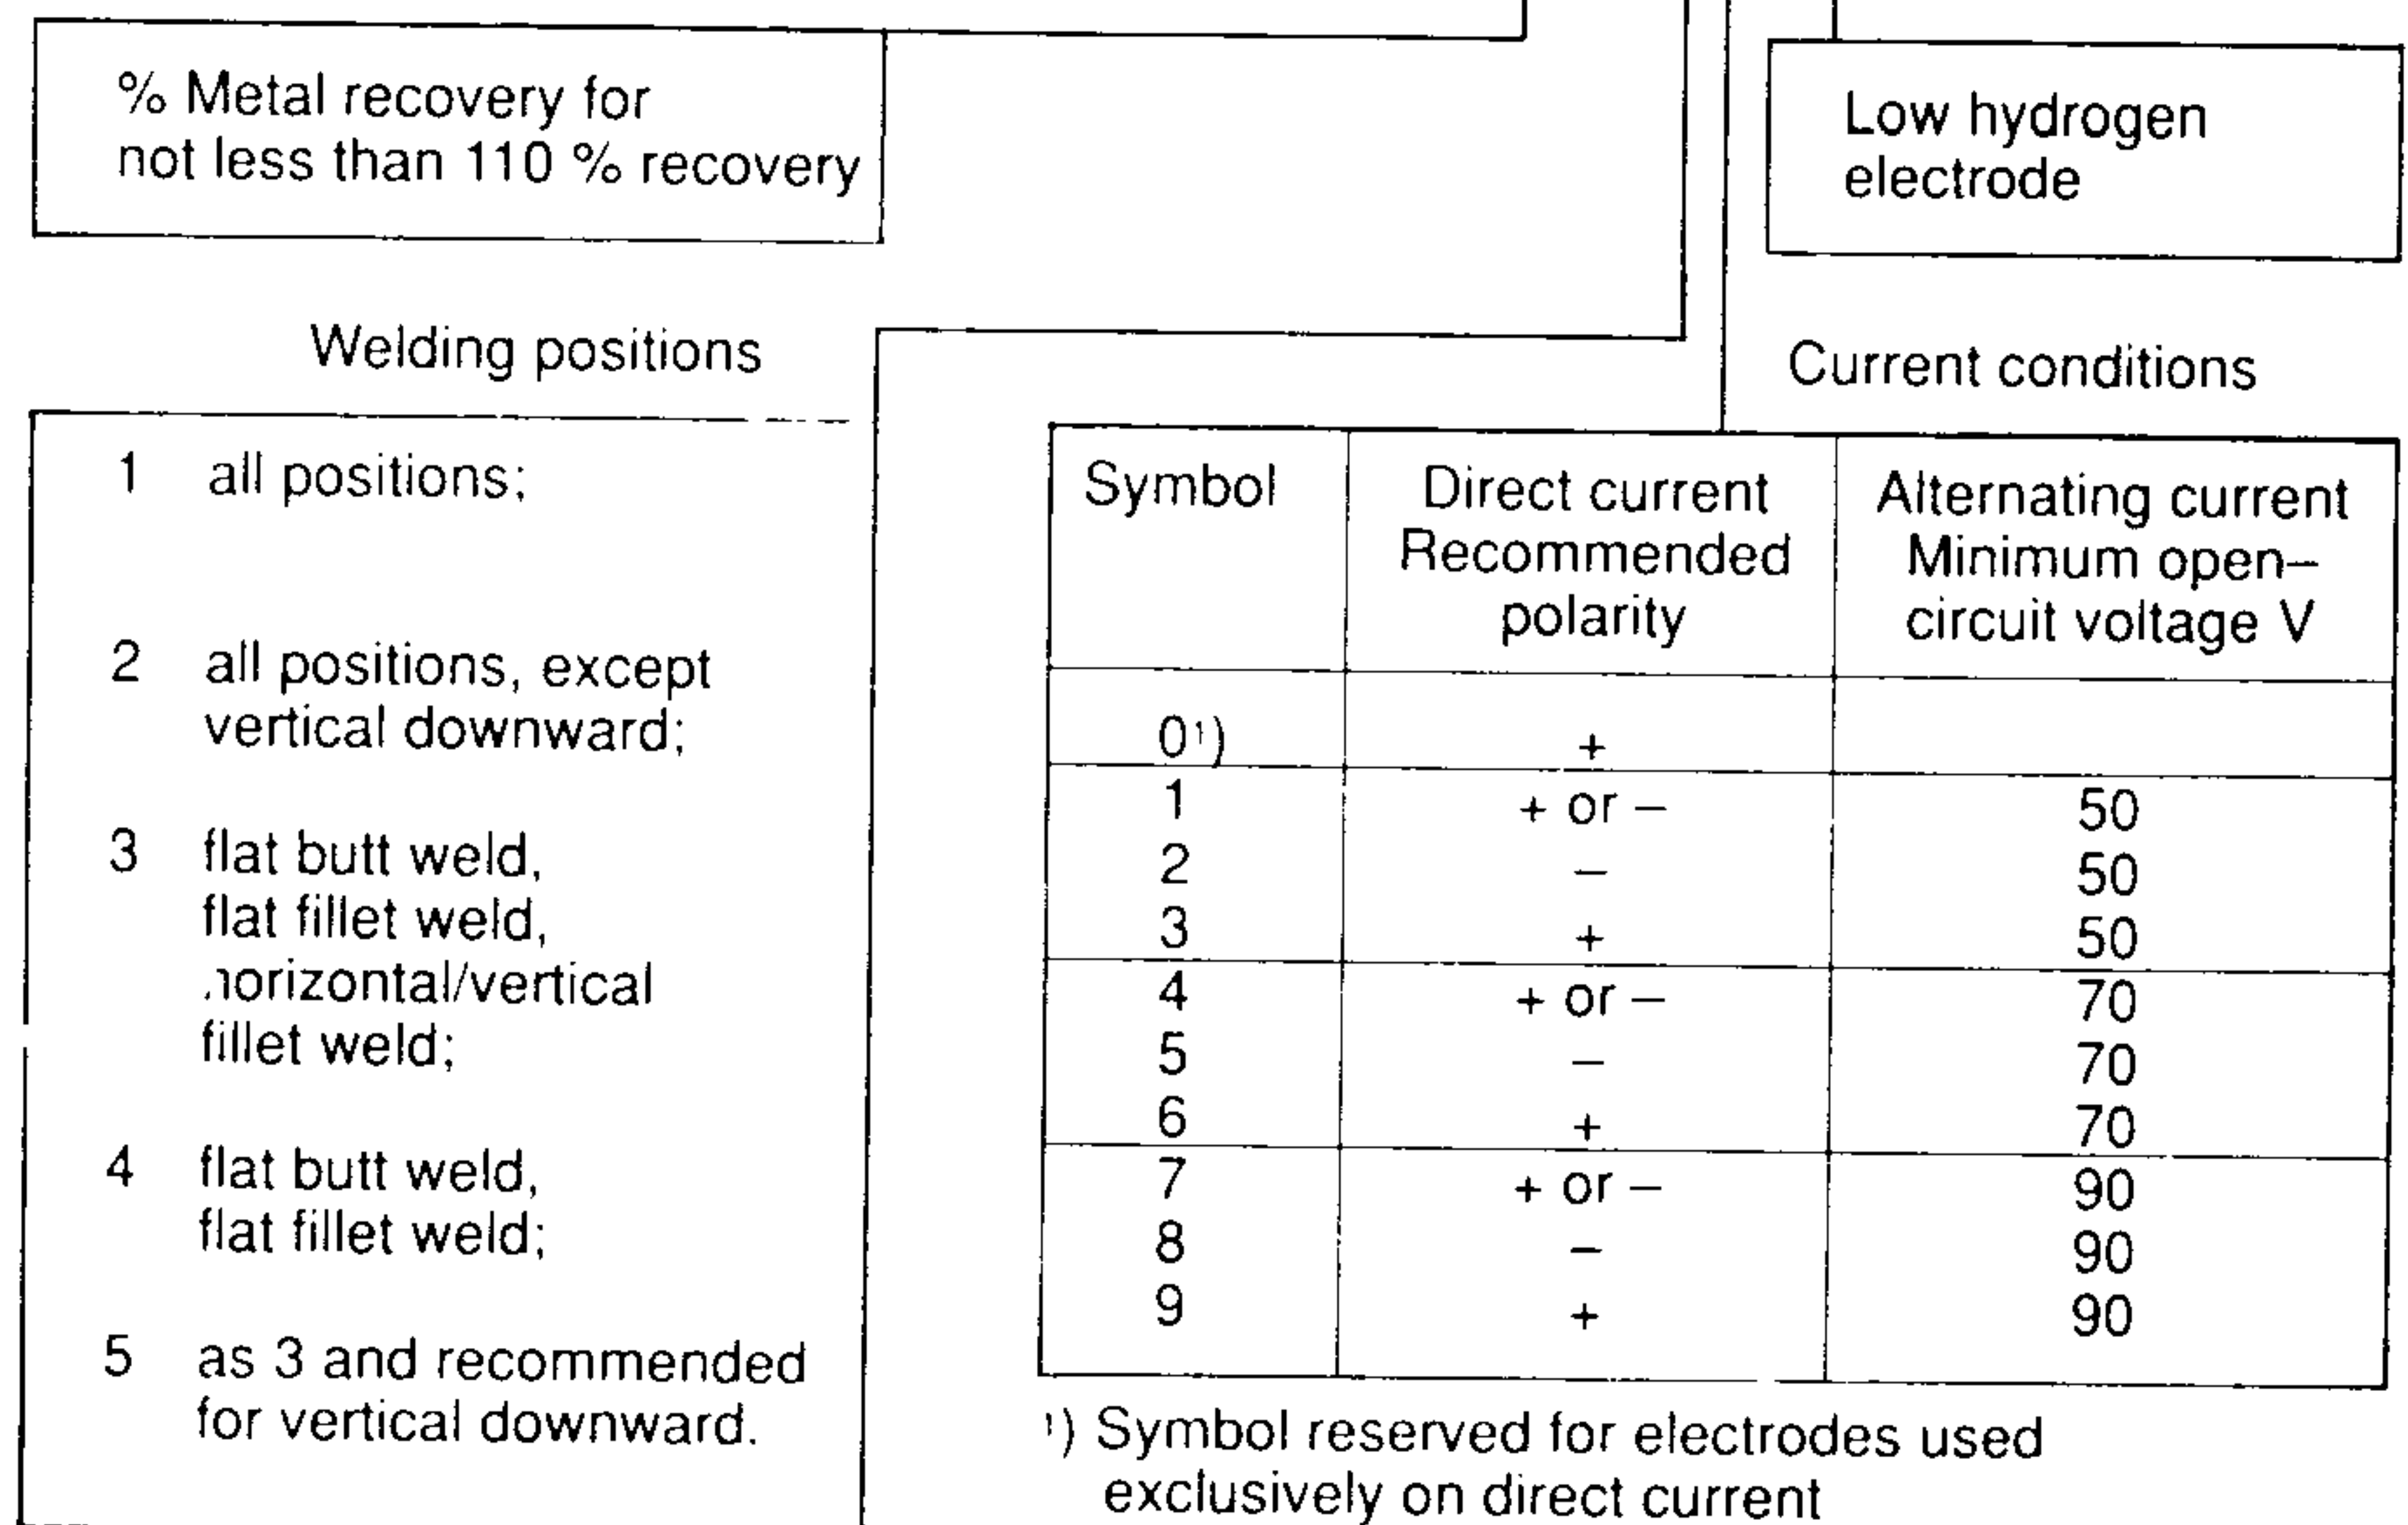 % Metal recovery for
not less than 110 % recovery
Low hydrogen
electrode
Welding positions
1 all positions;
2 all positions, except
vertical downward;
3 flat butt weld,
flat fillet weld,
horizontal/vertical
fillet weld;
4 flat butt weld,
flat fillet weld;
5 as 3 and recommended
for vertical downward.
Current conditions
Symbol Direct current Alternating current
Recommended Minimum open–
polarity circuit voltage V
0¹) +
1 + or – 50
2 – 50
3 + 50
4 + or – 70
5 – 70
6 + 70
7 + or – 90
8 – 90
9 + 90
¹) Symbol reserved for electrodes used
exclusively on direct current